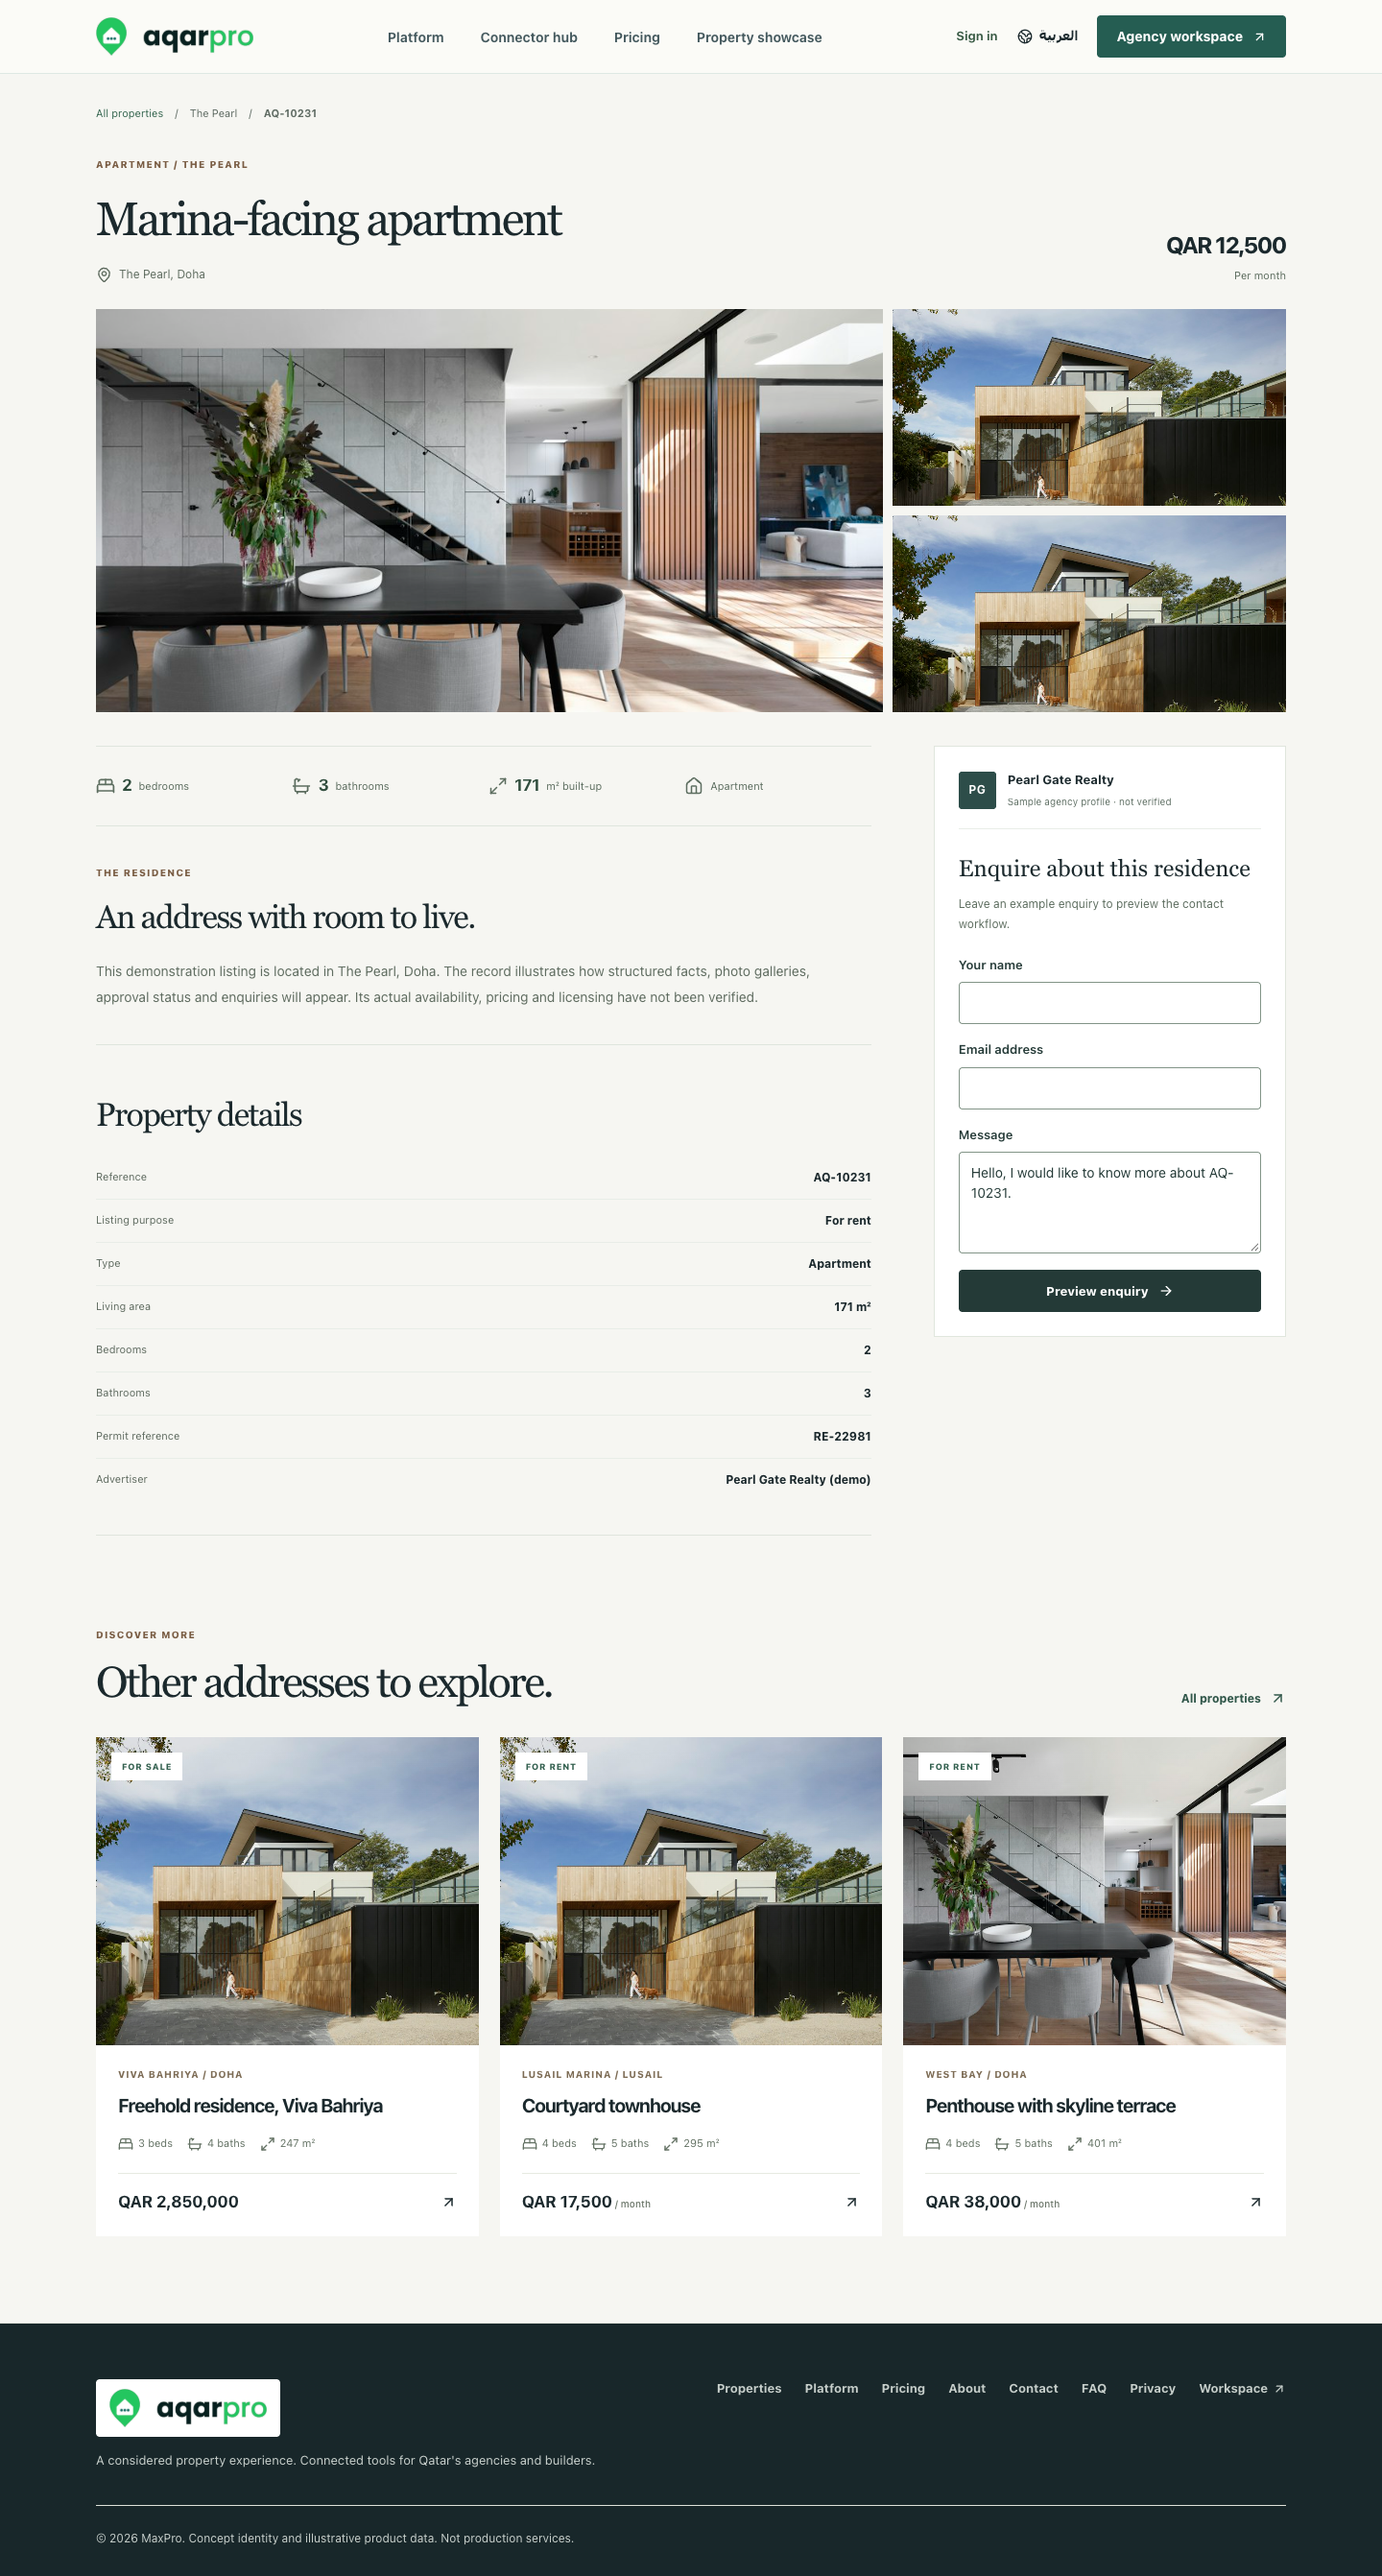 aqarpro
Platform
Connector hub
Pricing
Property showcase
Sign in
العربية
Agency workspace
All properties / The Pearl / AQ-10231
APARTMENT / THE PEARL
Marina-facing apartment
QAR 12,500
The Pearl, Doha
Per month
2 bedrooms
3 bathrooms
171 m² built-up
Apartment
THE RESIDENCE
An address with room to live.
This demonstration listing is located in The Pearl, Doha. The record illustrates how structured facts, photo galleries,
approval status and enquiries will appear. Its actual availability, pricing and licensing have not been verified.
Property details
Reference AQ-10231
Listing purpose For rent
Type Apartment
Living area 171 m²
Bedrooms 2
Bathrooms 3
Permit reference RE-22981
Advertiser Pearl Gate Realty (demo)
PG
Pearl Gate Realty
Sample agency profile · not verified
Enquire about this residence
Leave an example enquiry to preview the contact
workflow.
Your name
Email address
Message
Hello, I would like to know more about AQ-
10231.
Preview enquiry
DISCOVER MORE
Other addresses to explore.
All properties
FOR SALE
VIVA BAHRIYA / DOHA
Freehold residence, Viva Bahriya
3 beds 4 baths 247 m²
QAR 2,850,000
FOR RENT
LUSAIL MARINA / LUSAIL
Courtyard townhouse
4 beds 5 baths 295 m²
QAR 17,500 / month
FOR RENT
WEST BAY / DOHA
Penthouse with skyline terrace
4 beds 5 baths 401 m²
QAR 38,000 / month
aqarpro
Properties
Platform
Pricing
About
Contact
FAQ
Privacy
Workspace
A considered property experience. Connected tools for Qatar's agencies and builders.
© 2026 MaxPro. Concept identity and illustrative product data. Not production services.